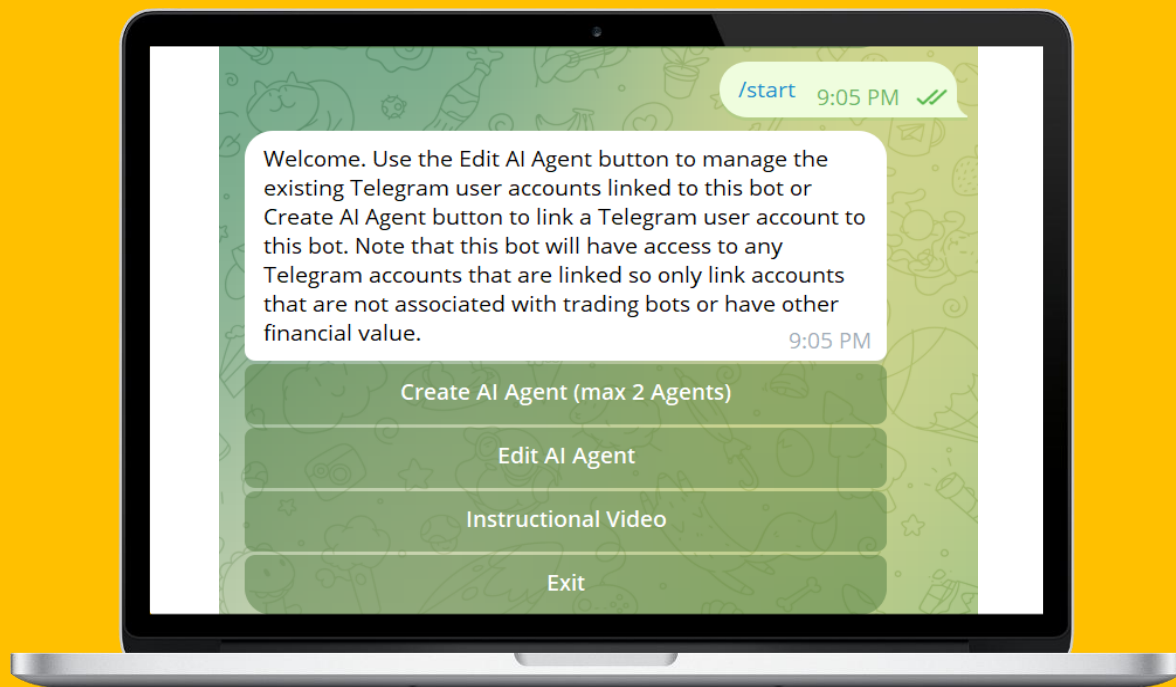 /start 9:05 PM
Welcome. Use the Edit AI Agent button to manage the
existing Telegram user accounts linked to this bot or
Create AI Agent button to link a Telegram user account to
this bot. Note that this bot will have access to any
Telegram accounts that are linked so only link accounts
that are not associated with trading bots or have other
financial value.
9:05 PM
Create AI Agent (max 2 Agents)
Edit AI Agent
Instructional Video
Exit